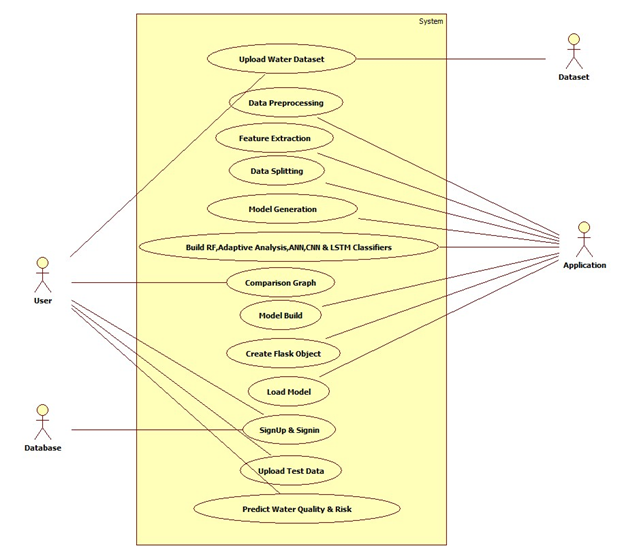 System
Upload Water Dataset
Dataset
Data Preprocessing
Feature Extraction
Data Splitting
Model Generation
Build RF,Adaptive Analysis,ANN,CNN & LSTM Classifiers
Application
Comparison Graph
User
Model Build
Create Flask Object
Load Model
SignUp & Signin
Database
Upload Test Data
Predict Water Quality & Risk